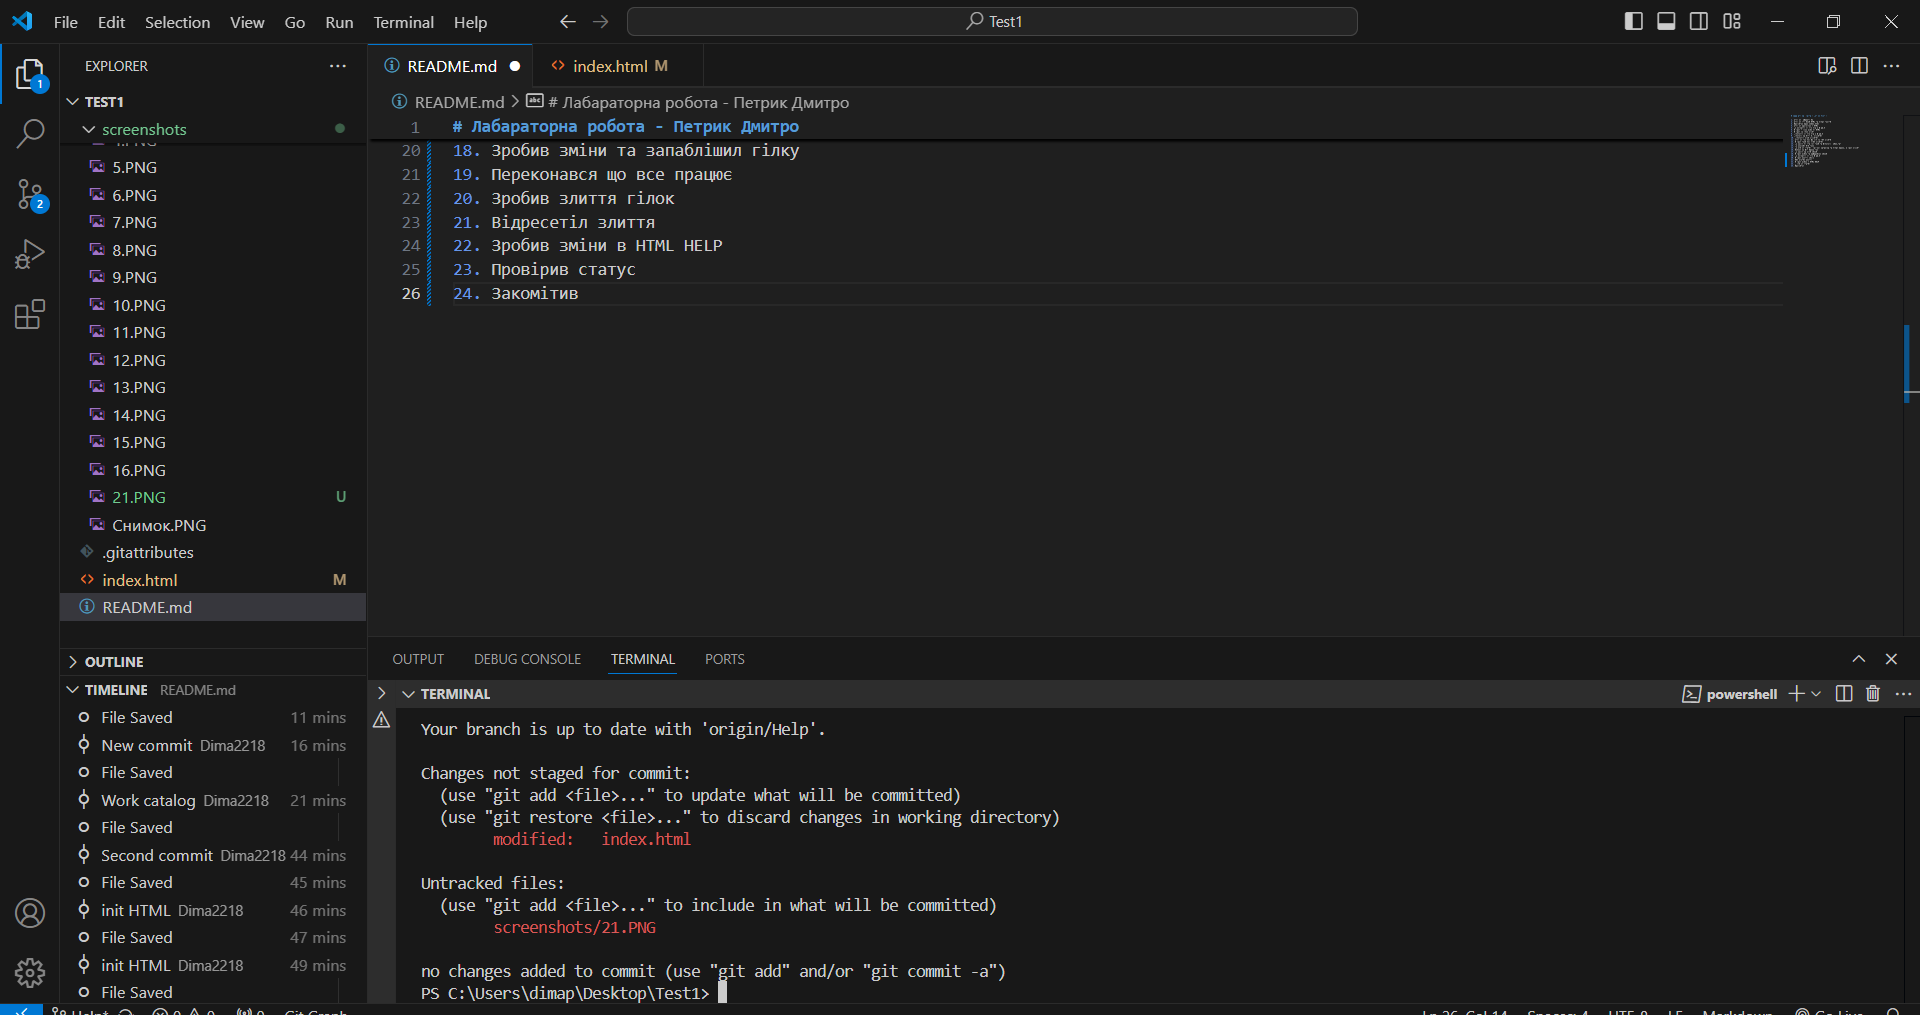 File Edit Selection View Go Run Terminal Help
Test1
EXPLORER
TEST1
screenshots
5.PNG
6.PNG
7.PNG
8.PNG
9.PNG
10.PNG
11.PNG
12.PNG
13.PNG
14.PNG
15.PNG
16.PNG
21.PNG U
Снимок.PNG
.gitattributes
index.html M
README.md
OUTLINE
TIMELINE README.md
File Saved 11 mins
New commit Dima2218 16 mins
File Saved
Work catalog Dima2218 21 mins
File Saved
Second commit Dima2218 44 mins
File Saved 45 mins
init HTML Dima2218 46 mins
File Saved 47 mins
init HTML Dima2218 49 mins
File Saved
1
2
README.md
index.html M
README.md > # Лабараторна робота - Петрик Дмитро
1 # Лабараторна робота - Петрик Дмитро
20 18. Зробив зміни та запаблішил гілку
21 19. Переконався що все працює
22 20. Зробив злиття гілок
23 21. Відресетіл злиття
24 22. Зробив зміни в HTML HELP
25 23. Провірив статус
26 24. Закомітив
OUTPUT DEBUG CONSOLE TERMINAL PORTS
TERMINAL
powershell
Your branch is up to date with 'origin/Help'.
Changes not staged for commit:
(use "git add <file>..." to update what will be committed)
(use "git restore <file>..." to discard changes in working directory)
modified: index.html
Untracked files:
(use "git add <file>..." to include in what will be committed)
screenshots/21.PNG
no changes added to commit (use "git add" and/or "git commit -a")
PS C:\Users\dimap\Desktop\Test1>